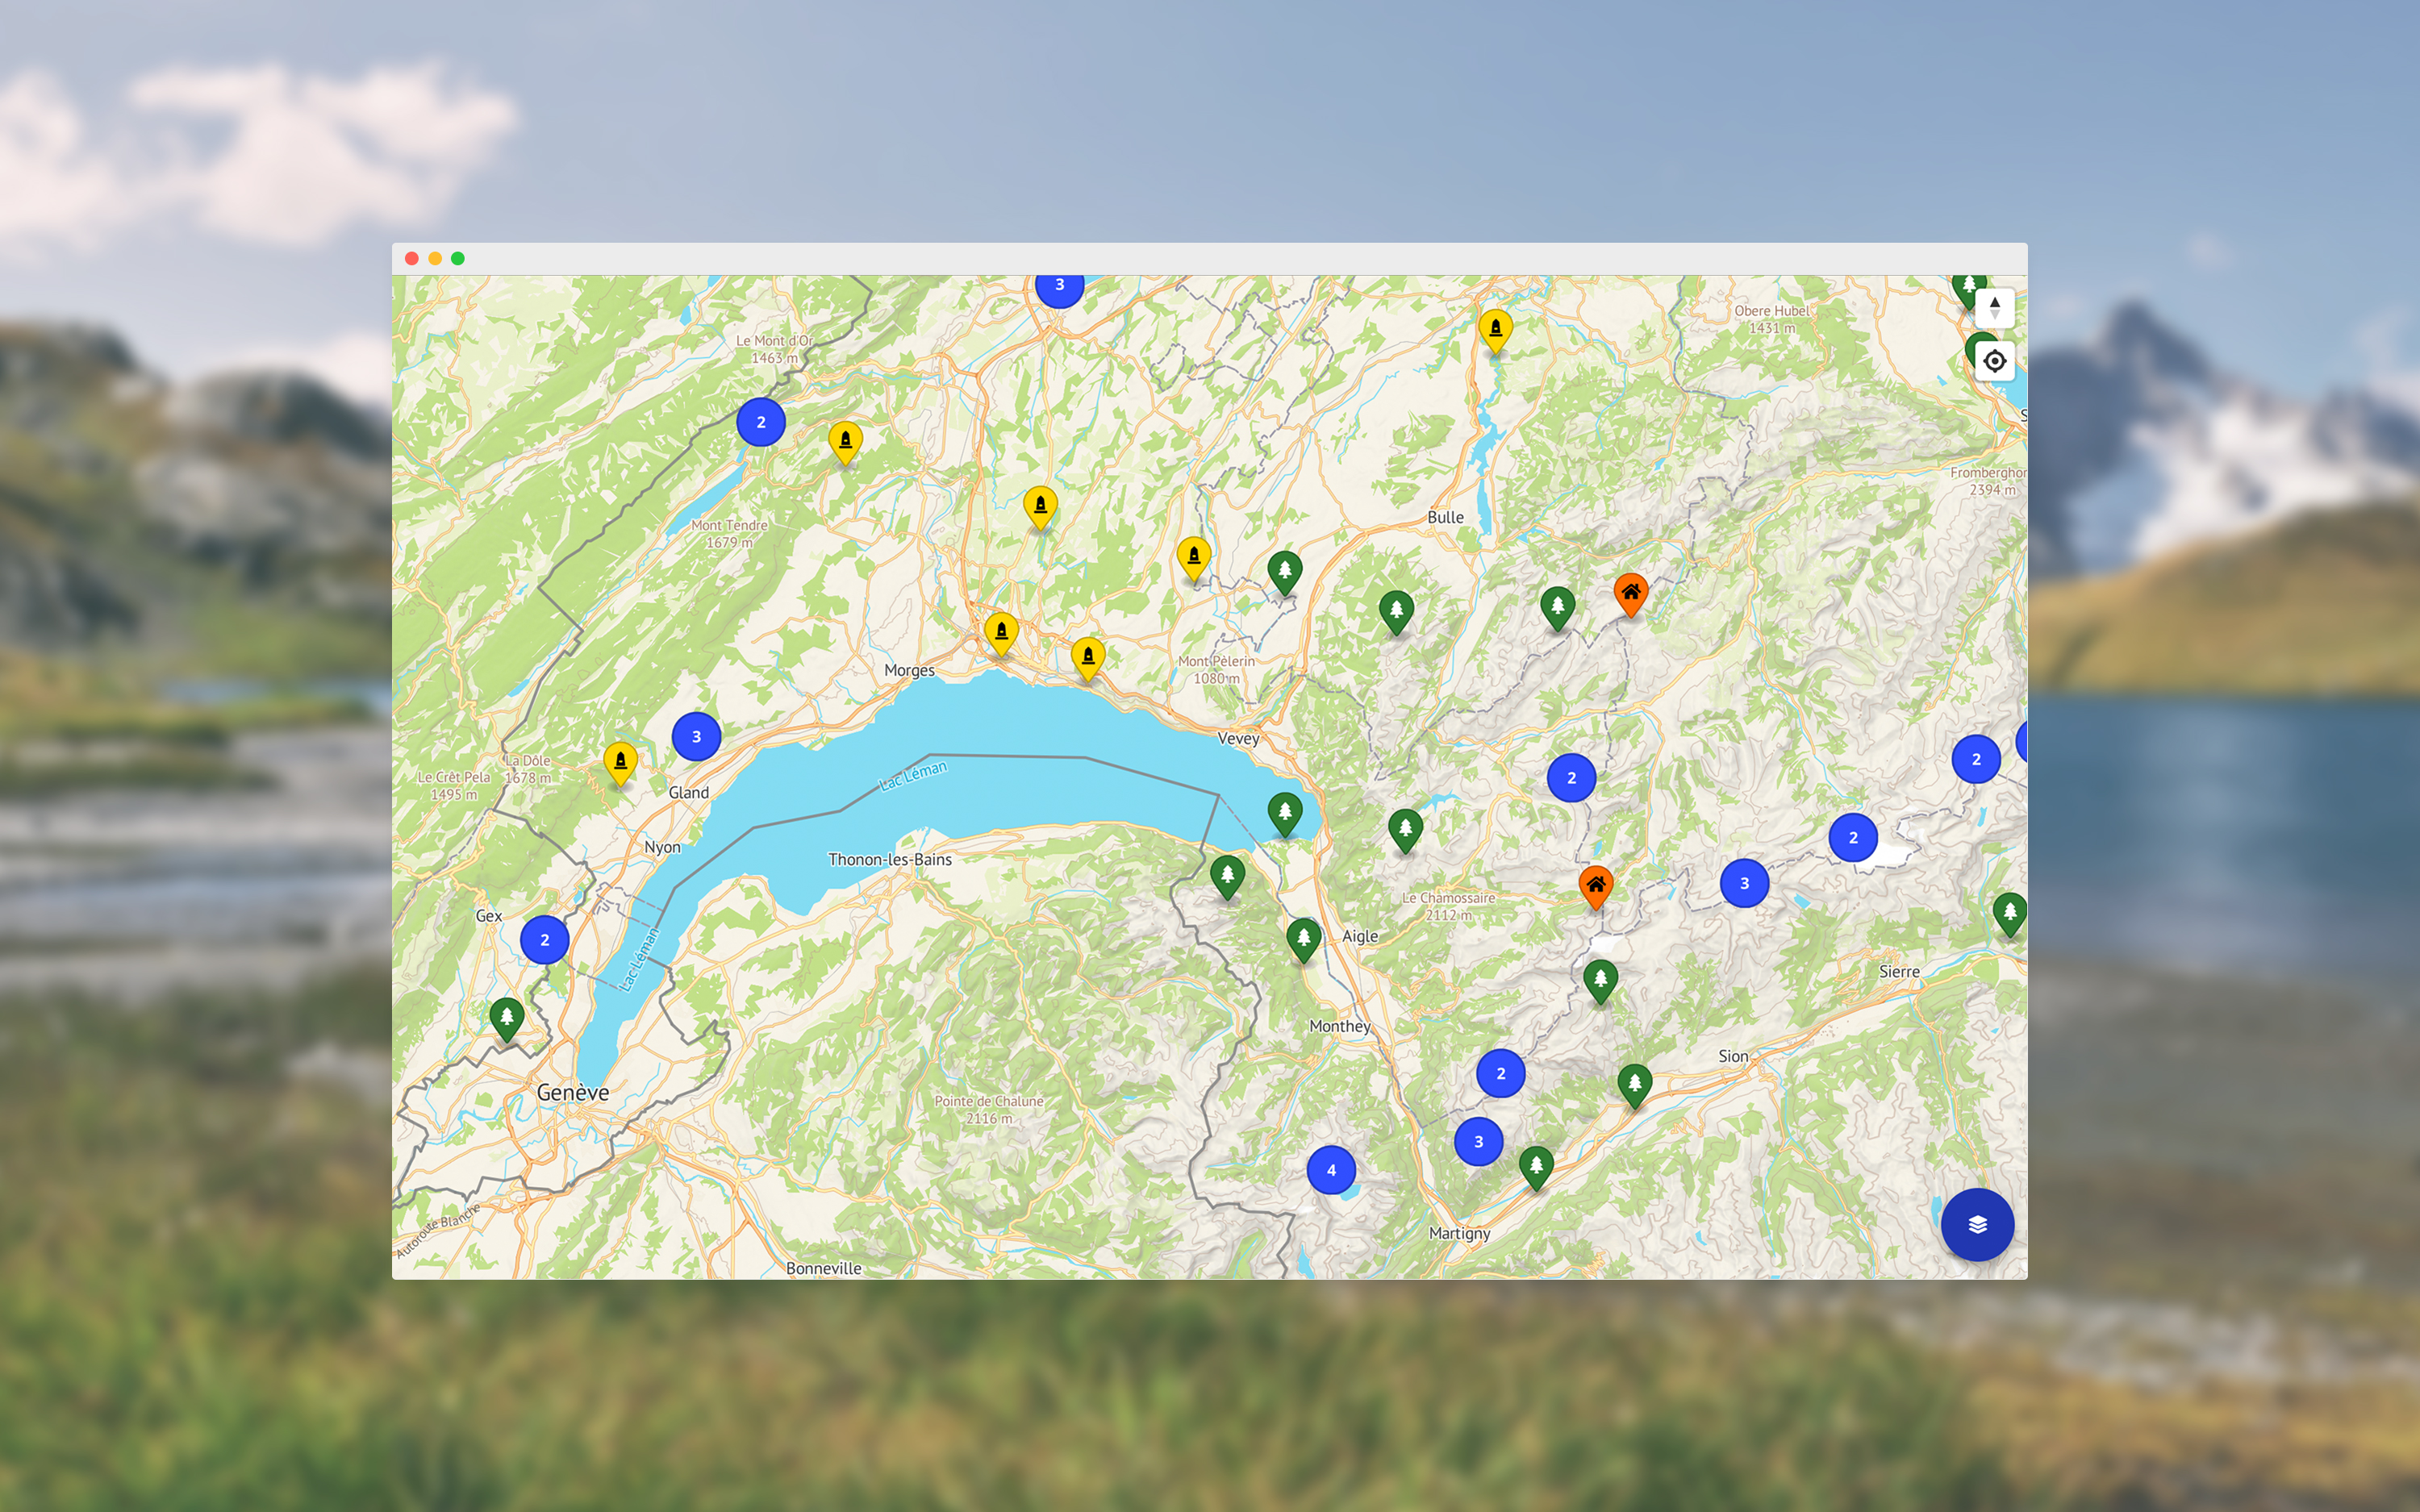 3
Obere Hubel
1431 m
Le Mont d'Or
1463 m
2
S
Fromberghor
2394 m
Bulle
Mont Tendre
1679 m
Morges
Mont Pèlerin
1080 m
3
Vevey
La Dôle
1678 m
Le Crêt Pela
1495 m
Gland
Lac Léman
2
2
2
Nyon
Thonon-les-Bains
3
Le Chamossaire
2112 m
Gex
2
Lac Léman
Aigle
Sierre
Monthey
Sion
2
Genève
Pointe de Chalune
2116 m
3
4
Autoroute Blanche
Martigny
Bonneville